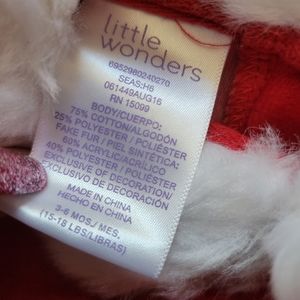 little
wonders
6952960240270
SEAS:H6
061449AUG16
RN 15099
BODY/CUERPO:
75% COTTON/ALGODÓN
25% POLYESTER / POLIÉSTER
FAKE FUR / PIEL SINTÉTICA:
60% ACRYLIC/ACRÍLICO
40% POLYESTER / POLIÉSTER
EXCLUSIVE OF DECORATION/
EXCLUSIVO DE DECORACIÓN
MADE IN CHINA
HECHO EN CHINA
3-6 MOS./ MES.
(15-18 LBS/LIBRAS)